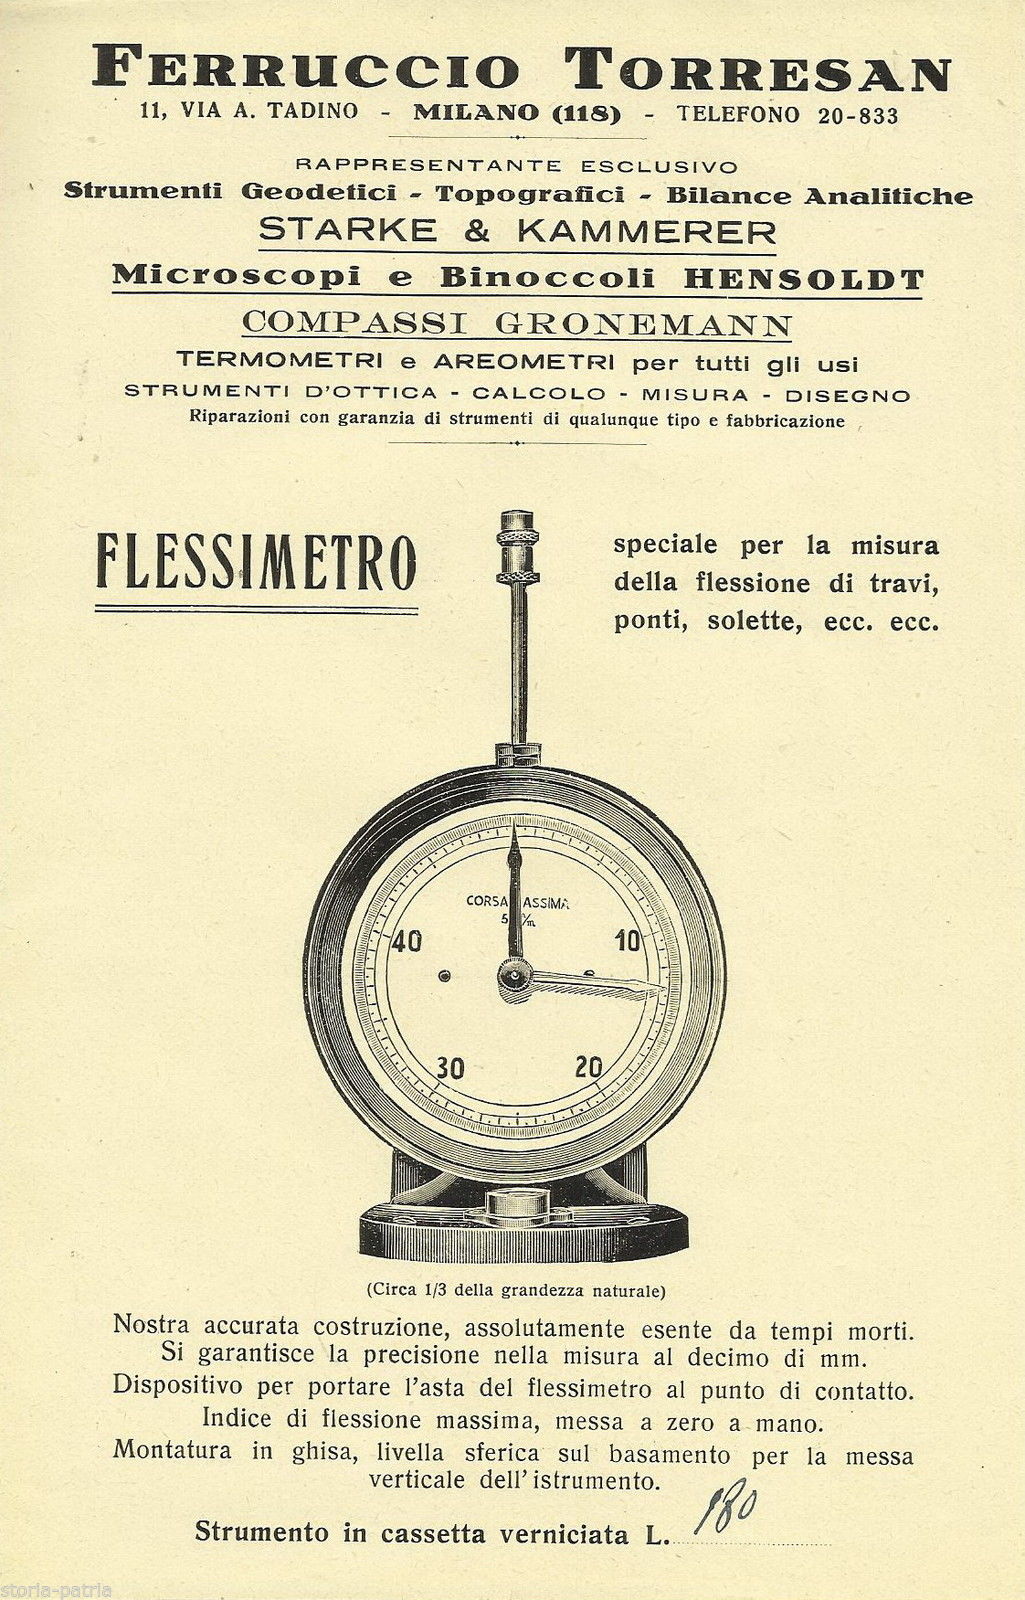 FERRUCCIO TORRESAN
11, VIA A. TADINO - MILANO (118) - TELEFONO 20-833
RAPPRESENTANTE ESCLUSIVO
Strumenti Geodetici - Topografici - Bilance Analitiche
STARKE & KAMMERER
Microscopi e Binoccoli HENSOLDT
COMPASSI GRONEMANN
TERMOMETRI e AREOMETRI per tutti gli usi
STRUMENTI D'OTTICA - CALCOLO - MISURA - DISEGNO
Riparazioni con garanzia di strumenti di qualunque tipo e fabbricazione
FLESSIMETRO
speciale per la misura
della flessione di travi,
ponti, solette, ecc. ecc.
CORSA ASSIMA
40 10
30 20
(Circa 1/3 della grandezza naturale)
Nostra accurata costruzione, assolutamente esente da tempi morti.
Si garantisce la precisione nella misura al decimo di mm.
Dispositivo per portare l'asta del flessimetro al punto di contatto.
Indice di flessione massima, messa a zero a mano.
Montatura in ghisa, livella sferica sul basamento per la messa
verticale dell'istrumento.
Strumento in cassetta verniciata L. 180
storia-patria